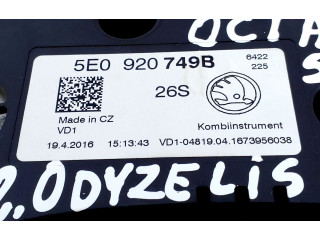 OCTA
S
5E0 920 749B
6422
225
26S
Made in CZ
VD1
Kombiinstrument
19.4.2016 15:13:43 VD1-04819.04.1673956038
2.0DYZELIS